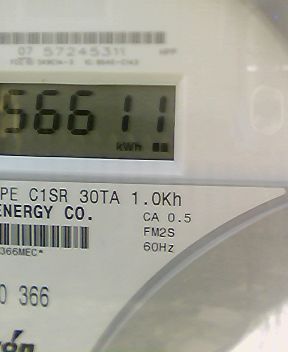 07 57245311
56611
kWh
PE C1SR 30TA 1.0Kh
ENERGY CO.
CA 0.5
FM2S
366MEC*
60Hz
0 366